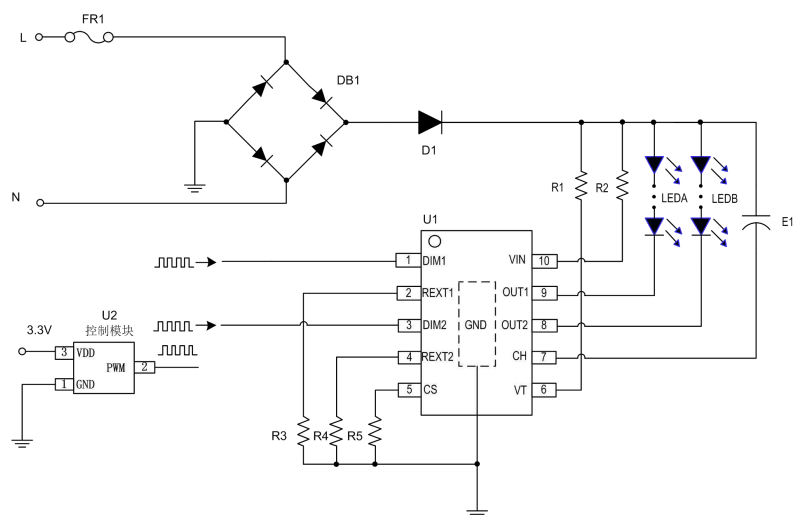 FR1
L
DB1
D1
N
R1
R2
LEDA
LEDB
E1
U1
1 DIM1
VIN 10
2 REXT1
OUT1 9
U2
控制模块
3.3V
3 VDD
PWM 2
1 GND
3 DIM2
GND
OUT2 8
4 REXT2
CH 7
5 CS
VT 6
R3
R4
R5